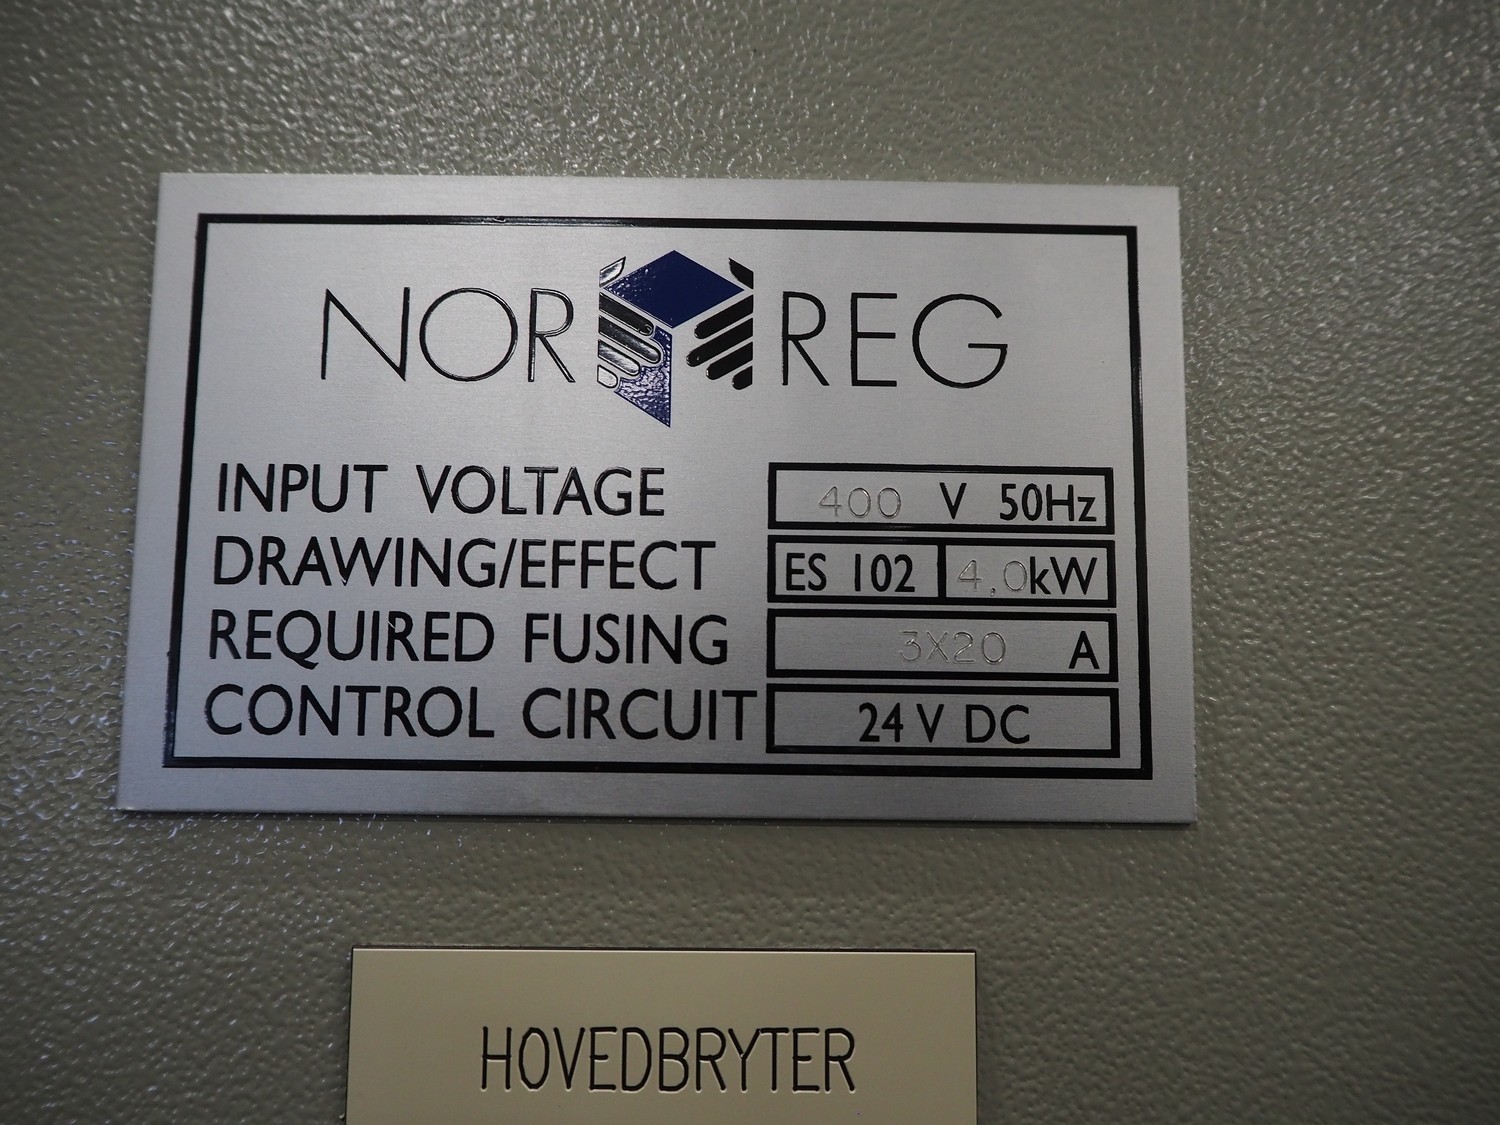 NOR REG
INPUT VOLTAGE 400 V 50Hz
DRAWING/EFFECT ES 102 4.0kW
REQUIRED FUSING 3X20 A
CONTROL CIRCUIT 24 V DC
HOVEDBRYTER